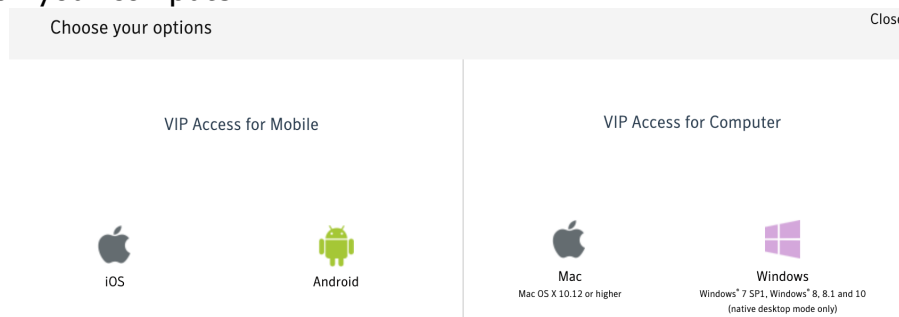 Choose your options
VIP Access for Mobile
VIP Access for Computer
iOS
Android
Mac
Mac OS X 10.12 or higher
Windows
Windows® 7 SP1, Windows® 8, 8.1 and 10
(native desktop mode only)